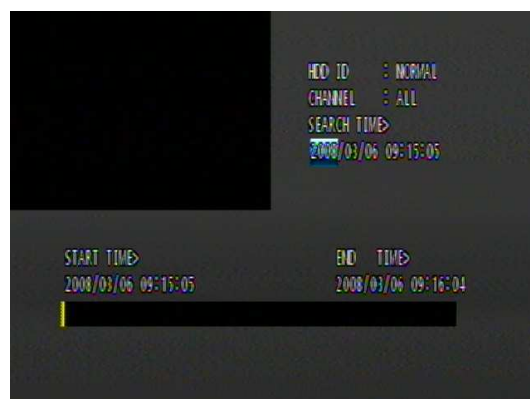 HDD ID : NORMAL
CHANNEL : ALL
SEARCH TIME>
2008/03/06 09:15:05
START TIME>
END TIME>
2008/03/06 09:15:05
2008/03/06 09:16:04